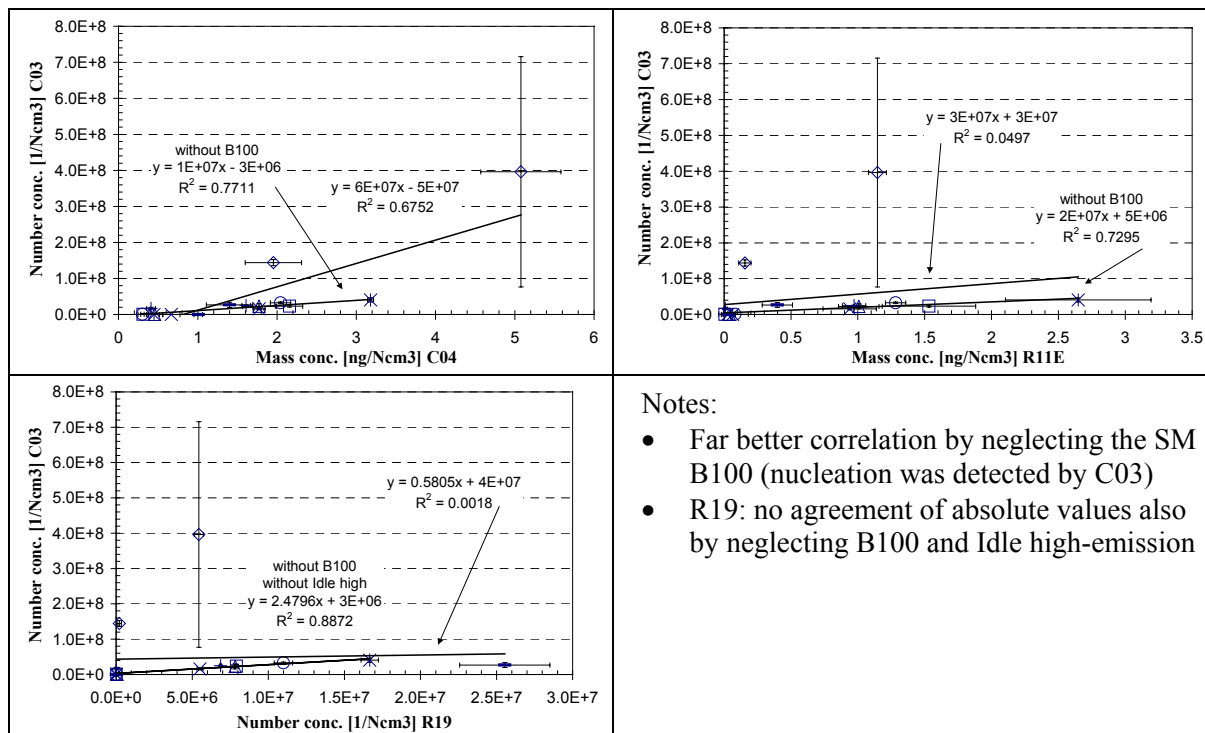 8.0E+8
7.0E+8
6.0E+8
5.0E+8
4.0E+8
3.0E+8
2.0E+8
1.0E+8
0.0E+0
Number conc. [1/Ncm3] C03
without B100
y = 1E+07x - 3E+06
R2 = 0.7711
y = 6E+07x - 5E+07
R2 = 0.6752
0 1 2 3 4 5 6
Mass conc. [ng/Ncm3] C04
8.0E+8
7.0E+8
6.0E+8
5.0E+8
4.0E+8
3.0E+8
2.0E+8
1.0E+8
0.0E+0
Number conc. [1/Ncm3] C03
y = 3E+07x + 3E+07
R2 = 0.0497
without B100
y = 2E+07x + 5E+06
R2 = 0.7295
0 0.5 1 1.5 2 2.5 3 3.5
Mass conc. [ng/Ncm3] R11E
8.0E+8
7.0E+8
6.0E+8
5.0E+8
4.0E+8
3.0E+8
2.0E+8
1.0E+8
0.0E+0
Number conc. [1/Ncm3] C03
y = 0.5805x + 4E+07
R2 = 0.0018
without B100
without Idle high
y = 2.4796x + 3E+06
R2 = 0.8872
0.0E+0 5.0E+6 1.0E+7 1.5E+7 2.0E+7 2.5E+7 3.0E+7
Number conc. [1/Ncm3] R19
Notes:
• Far better correlation by neglecting the SM
B100 (nucleation was detected by C03)
• R19: no agreement of absolute values also
by neglecting B100 and Idle high-emission